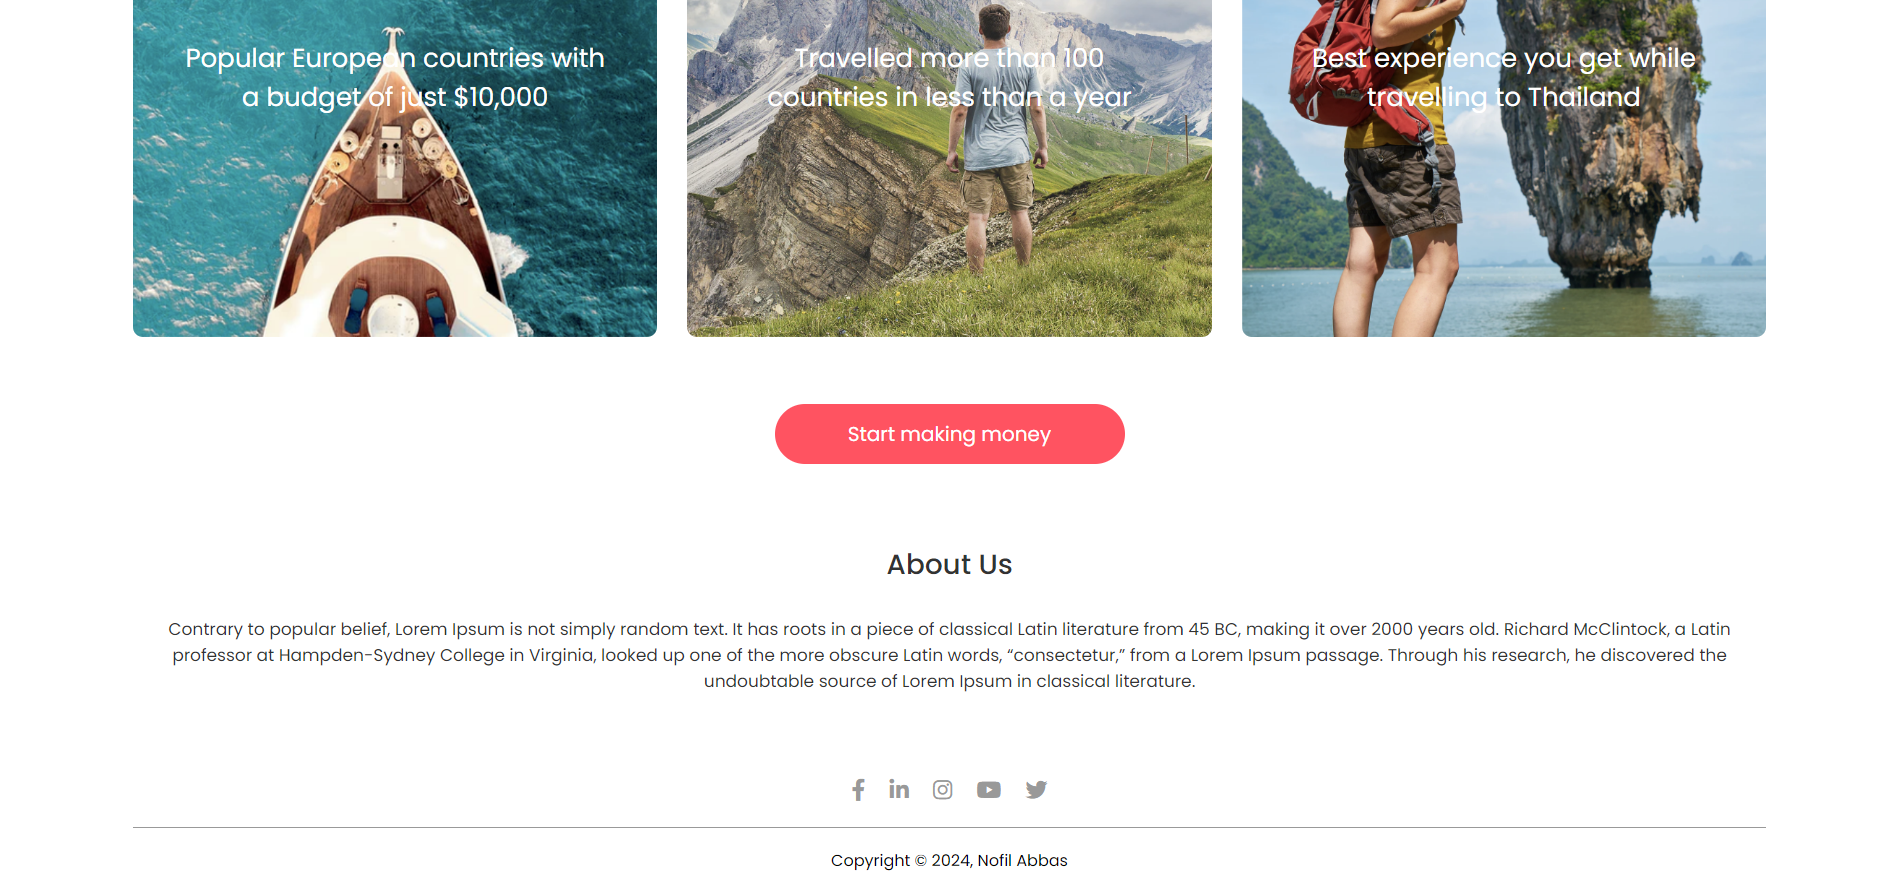 Popular European countries with
a budget of just $10,000
Travelled more than 100
countries in less than a year
Best experience you get while
travelling to Thailand
Start making money
About Us
Contrary to popular belief, Lorem Ipsum is not simply random text. It has roots in a piece of classical Latin literature from 45 BC, making it over 2000 years old. Richard McClintock, a Latin
professor at Hampden-Sydney College in Virginia, looked up one of the more obscure Latin words, “consectetur,” from a Lorem Ipsum passage. Through his research, he discovered the
undoubtable source of Lorem Ipsum in classical literature.
Copyright © 2024, Nofil Abbas